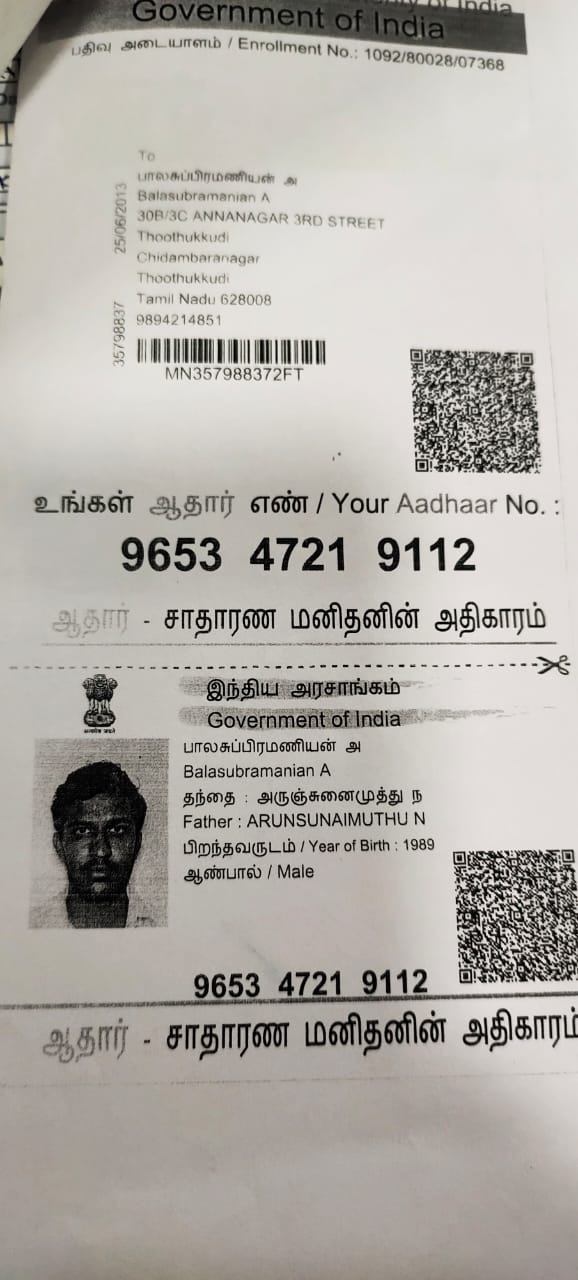 Government of India
பதிவு அடையாளம் / Enrollment No.: 1092/80028/07368
To
பாலசுப்பிரமணியன் அ
Balasubramanian A
30B/3C ANNANAGAR 3RD STREET
Thoothukkudi
Chidambaranagar
Thoothukkudi
Tamil Nadu 628008
9894214851
25/06/2013
35798837
MN357988372FT
உங்கள் ஆதார் எண் / Your Aadhaar No. :
9653 4721 9112
ஆதார் - சாதாரண மனிதனின் அதிகாரம்
இந்திய அரசாங்கம்
Government of India
பாலசுப்பிரமணியன் அ
Balasubramanian A
தந்தை : அருஞ்சுனைமுத்து ந
Father : ARUNSUNAIMUTHU N
பிறந்தவருடம் / Year of Birth : 1989
ஆண்பால் / Male
9653 4721 9112
ஆதார் - சாதாரண மனிதனின் அதிகாரம்